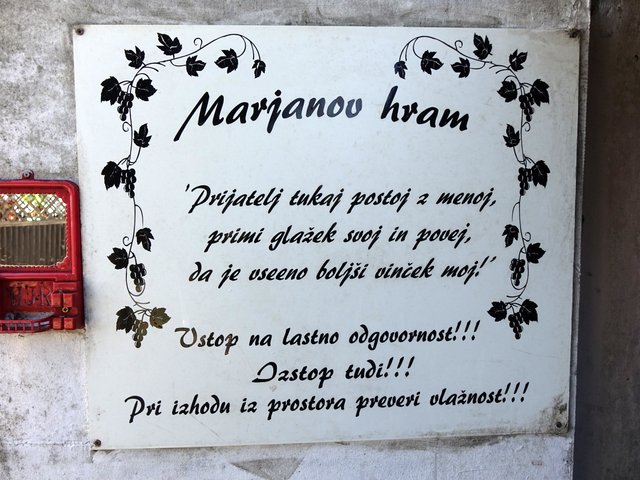 Marjanov hram
'Prijatelj tukaj postoj z menoj,
primi glažek svoj in povej,
da je vseeno boljši vinček moj!'
Vstop na lastno odgovornost!!!
Izstop tudi!!!
Pri izhodu iz prostora preveri vlažnost!!!